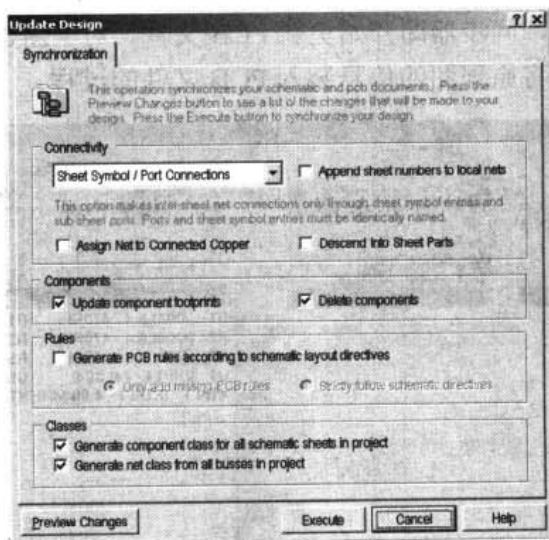 Update Design
Synchronization
This operation synchronizes your schematic and pcb documents. Press the
Preview Changes button to see a list of the changes that will be made to your
design. Press the Execute button to synchronize your design.
Connectivity
Sheet Symbol / Port Connections
Append sheet numbers to local nets
This option makes inter-sheet net connections only through sheet symbol entries and
sub-sheet ports. Ports and sheet symbol entries must be identically named.
Assign Net to Connected Copper
Descend Into Sheet Parts
Components
Update component footprints
Delete components
Rules
Generate PCB rules according to schematic layout directives
Only add missing PCB rules
Strictly follow schematic directives
Classes
Generate component class for all schematic sheets in project
Generate net class from all busses in project
Preview Changes
Execute
Cancel
Help